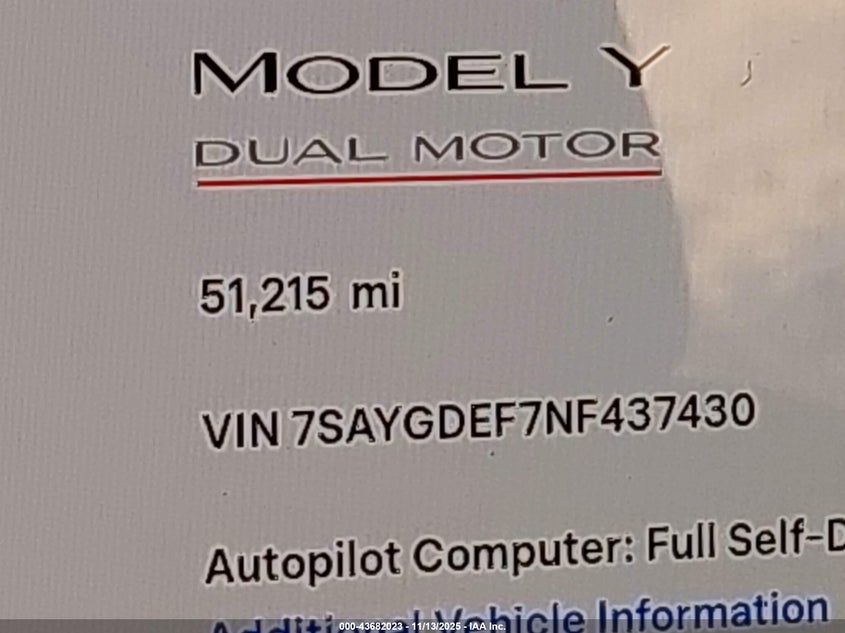 MODEL Y
DUAL MOTOR
51,215 mi
VIN 7SAYGDEF7NF437430
Autopilot Computer: Full Self-D
Additional Vehicle Information
000-43682023 - 11/13/2025 - IAA Inc.